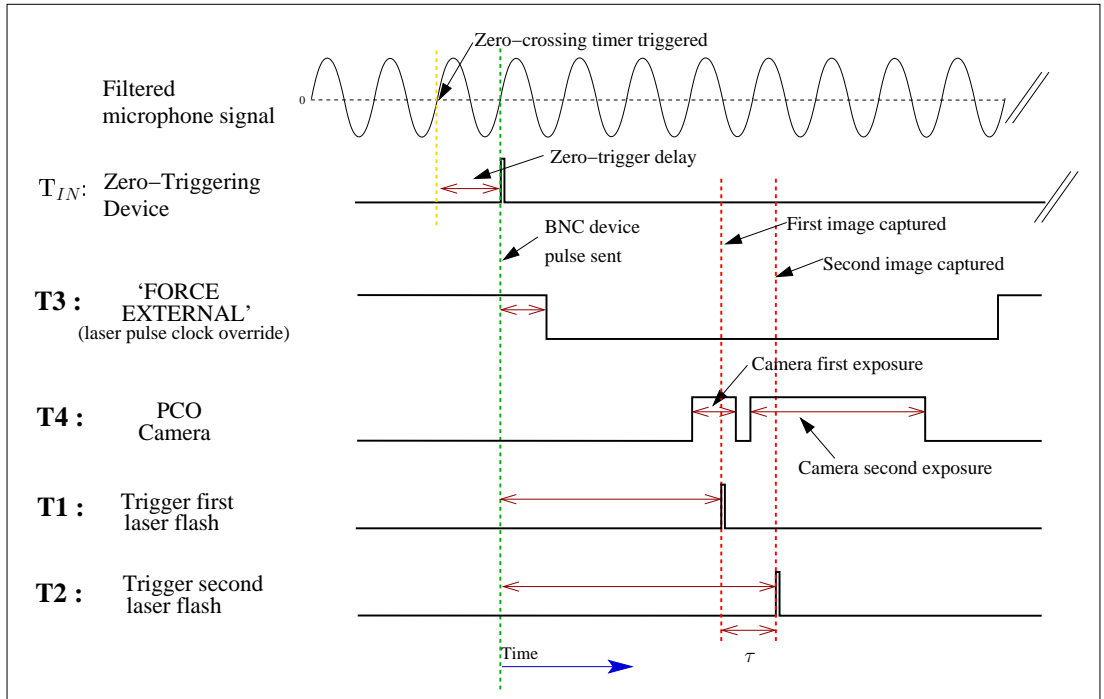 Zero−crossing timer triggered
Filtered
microphone signal
0
Zero−trigger delay
T_IN: Zero−Triggering
Device
BNC device
pulse sent
First image captured
Second image captured
T3 : ‘FORCE
EXTERNAL’
(laser pulse clock override)
Camera first exposure
T4 : PCO
Camera
Camera second exposure
T1 : Trigger first
laser flash
T2 : Trigger second
laser flash
Time
τ